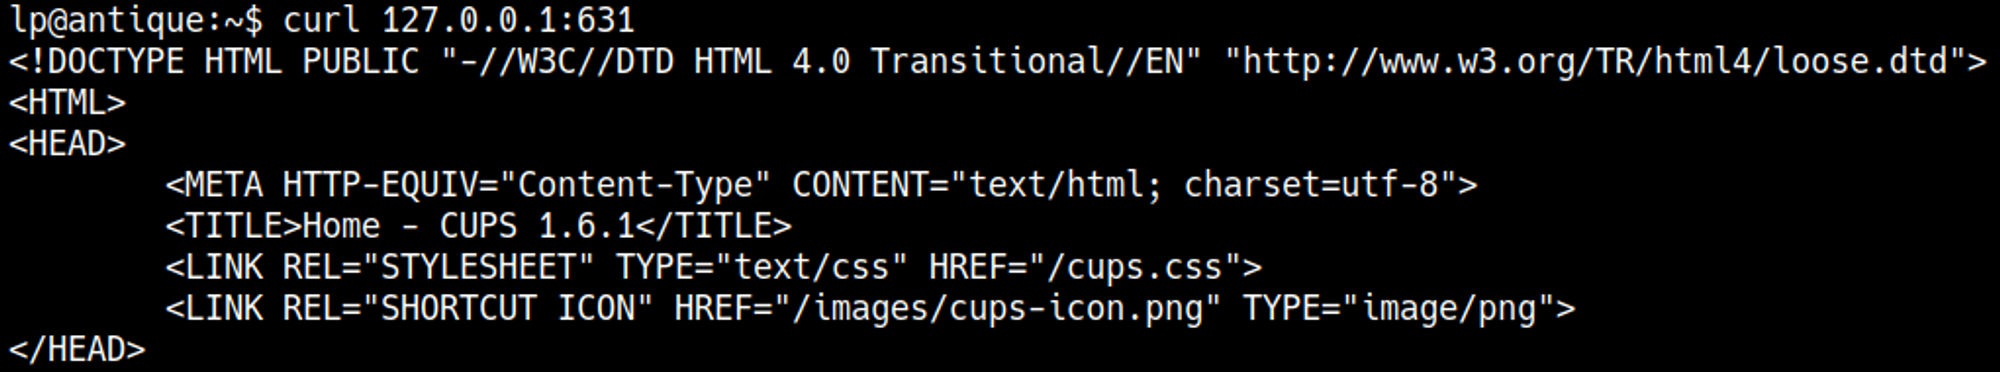 lp@antique:~$ curl 127.0.0.1:631
<!DOCTYPE HTML PUBLIC "-//W3C//DTD HTML 4.0 Transitional//EN" "http://www.w3.org/TR/html4/loose.dtd">
<HTML>
<HEAD>
        <META HTTP-EQUIV="Content-Type" CONTENT="text/html; charset=utf-8">
        <TITLE>Home - CUPS 1.6.1</TITLE>
        <LINK REL="STYLESHEET" TYPE="text/css" HREF="/cups.css">
        <LINK REL="SHORTCUT ICON" HREF="/images/cups-icon.png" TYPE="image/png">
</HEAD>